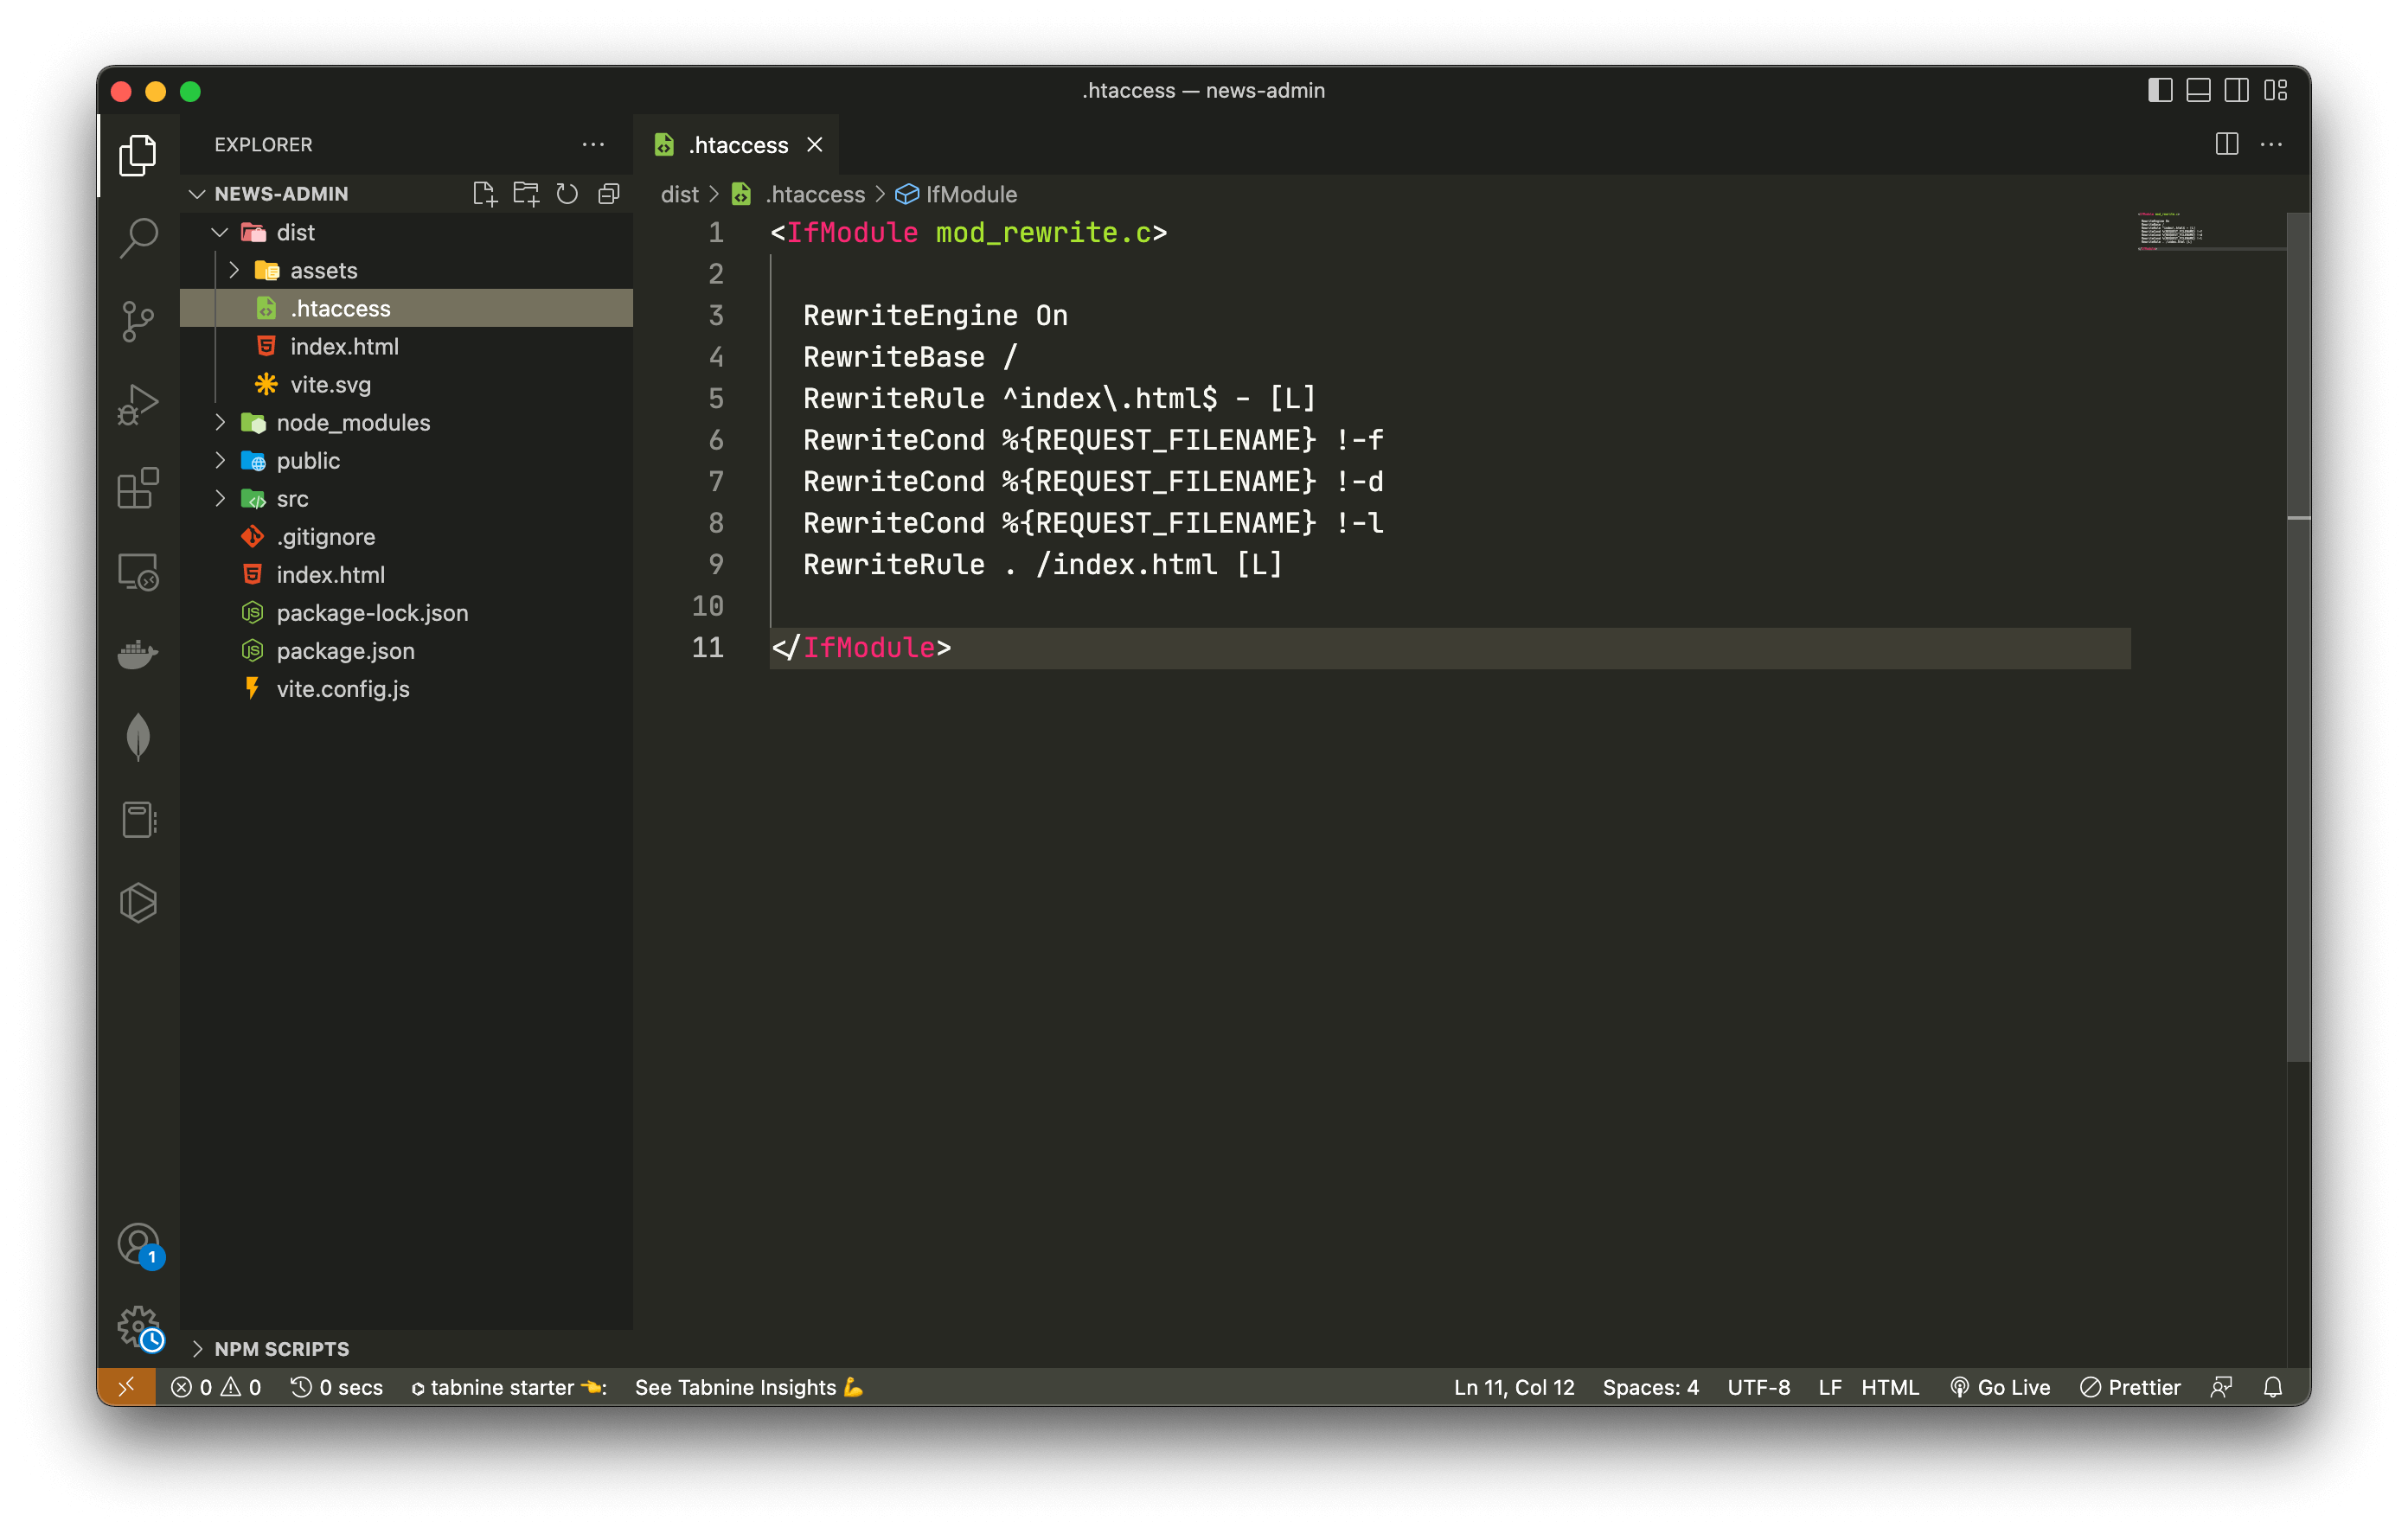 .htaccess — news-admin
EXPLORER
.htaccess
NEWS-ADMIN
dist > .htaccess > IfModule
dist
assets
.htaccess
index.html
vite.svg
node_modules
public
src
.gitignore
index.html
package-lock.json
package.json
vite.config.js
1 <IfModule mod_rewrite.c>
2
3 RewriteEngine On
4 RewriteBase /
5 RewriteRule ^index\.html$ - [L]
6 RewriteCond %{REQUEST_FILENAME} !-f
7 RewriteCond %{REQUEST_FILENAME} !-d
8 RewriteCond %{REQUEST_FILENAME} !-l
9 RewriteRule . /index.html [L]
10
11 </IfModule>
1
NPM SCRIPTS
0 0 0 secs tabnine starter 👈: See Tabnine Insights 💪 Ln 11, Col 12 Spaces: 4 UTF-8 LF HTML Go Live Prettier